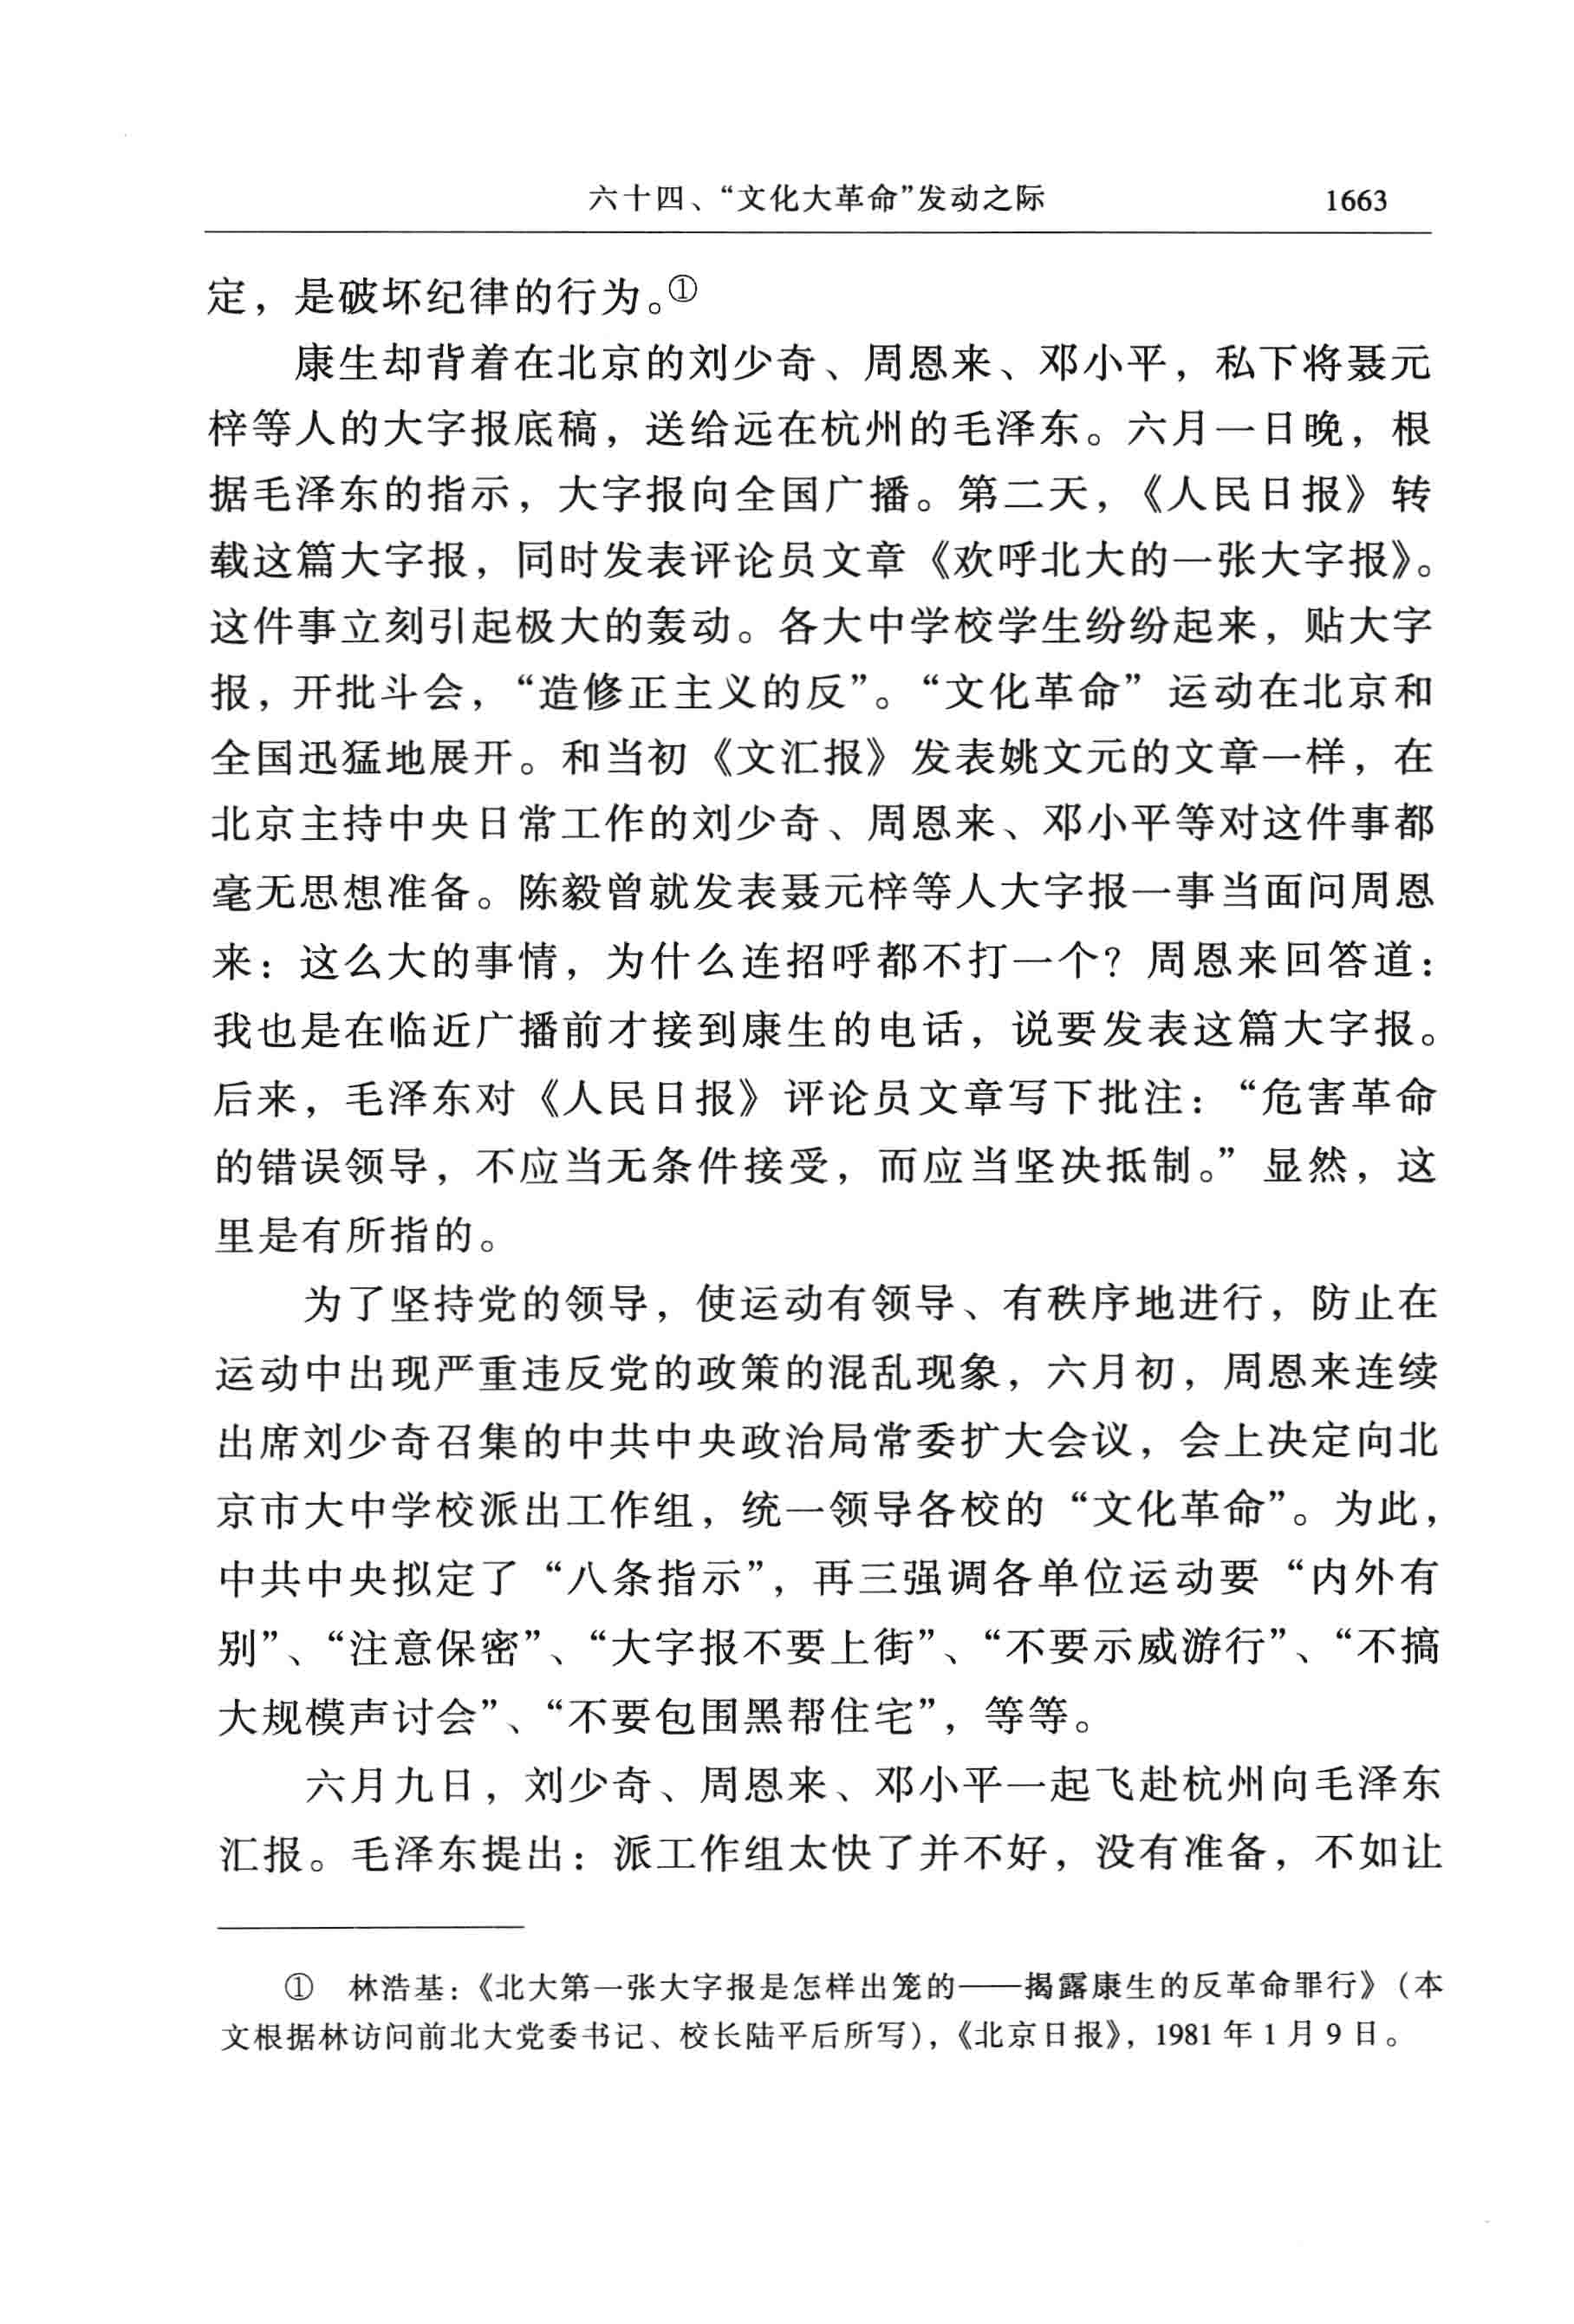 六十四、“文化大革命”发动之际 1663
定，是破坏纪律的行为。①
康生却背着在北京的刘少奇、周恩来、邓小平，私下将聂元
梓等人的大字报底稿，送给远在杭州的毛泽东。六月一日晚，根
据毛泽东的指示，大字报向全国广播。第二天，《人民日报》转
载这篇大字报，同时发表评论员文章《欢呼北大的一张大字报》。
这件事立刻引起极大的轰动。各大中学校学生纷纷起来，贴大字
报，开批斗会，“造修正主义的反”。“文化革命”运动在北京和
全国迅猛地展开。和当初《文汇报》发表姚文元的文章一样，在
北京主持中央日常工作的刘少奇、周恩来、邓小平等对这件事都
毫无思想准备。陈毅曾就发表聂元梓等人大字报一事当面问周恩
来：这么大的事情，为什么连招呼都不打一个？周恩来回答道：
我也是在临近广播前才接到康生的电话，说要发表这篇大字报。
后来，毛泽东对《人民日报》评论员文章写下批注：“危害革命
的错误领导，不应当无条件接受，而应当坚决抵制。”显然，这
里是有所指的。
为了坚持党的领导，使运动有领导、有秩序地进行，防止在
运动中出现严重违反党的政策的混乱现象，六月初，周恩来连续
出席刘少奇召集的中共中央政治局常委扩大会议，会上决定向北
京市大中学校派出工作组，统一领导各校的“文化革命”。为此，
中共中央拟定了“八条指示”，再三强调各单位运动要“内外有
别”、“注意保密”、“大字报不要上街”、“不要示威游行”、“不搞
大规模声讨会”、“不要包围黑帮住宅”，等等。
六月九日，刘少奇、周恩来、邓小平一起飞赴杭州向毛泽东
汇报。毛泽东提出：派工作组太快了并不好，没有准备，不如让
① 林浩基：《北大第一张大字报是怎样出笼的——揭露康生的反革命罪行》（本
文根据林访问前北大党委书记、校长陆平后所写），《北京日报》，1981 年 1 月 9 日。